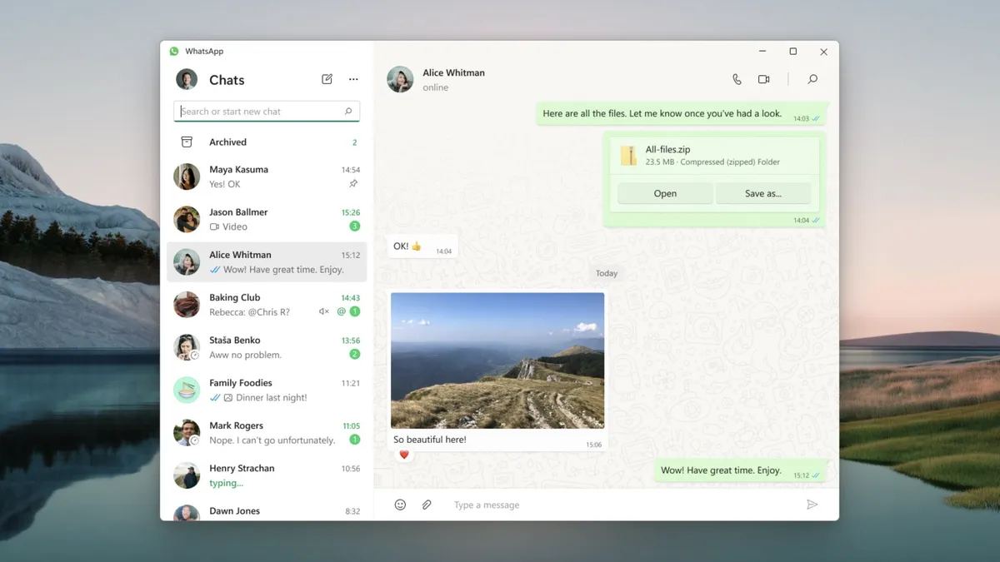 WhatsApp
Chats
Search or start new chat
Archived 2
Maya Kasuma 14:54
Yes! OK
Jason Ballmer 15:26
Video 3
Alice Whitman 15:12
Wow! Have great time. Enjoy.
Baking Club 14:43
Rebecca: @Chris R? @ 1
Staša Benko 13:56
Aww no problem. 2
Family Foodies 11:21
Dinner last night!
Mark Rogers 11:05
Nope. I can't go unfortunately. 1
Henry Strachan 10:56
typing...
Dawn Jones 8:32
Alice Whitman
online
Here are all the files. Let me know once you've had a look. 14:03
All-files.zip
23.5 MB · Compressed (zipped) Folder
Open Save as...
14:04
OK! 👍 14:04
Today
So beautiful here!
15:06
❤️
Wow! Have great time. Enjoy. 15:12
Type a message